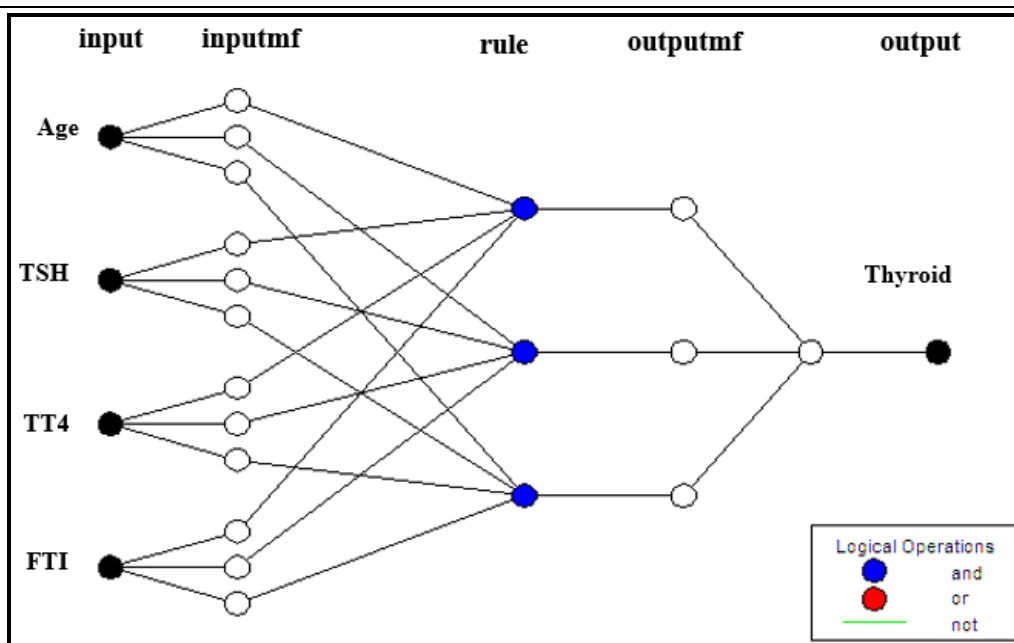 input inputmf rule outputmf output
Age
TSH
Thyroid
TT4
FTI
Logical Operations
and
or
not